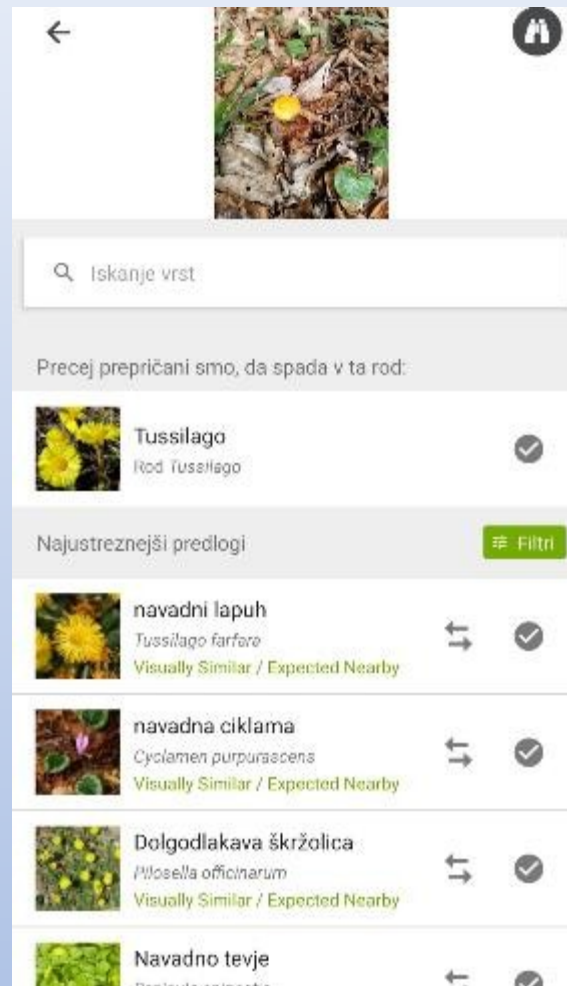 Iskanje vrst
Precej prepričani smo, da spada v ta rod:
Tussilago
Rod Tussilago
Najustreznejši predlogi
Filtri
navadni lapuh
Tussilago farfara
Visually Similar / Expected Nearby
navadna ciklama
Cyclamen purpurascens
Visually Similar / Expected Nearby
Dolgodlakava škržolica
Pilosella officinarum
Visually Similar / Expected Nearby
Navadno tevje